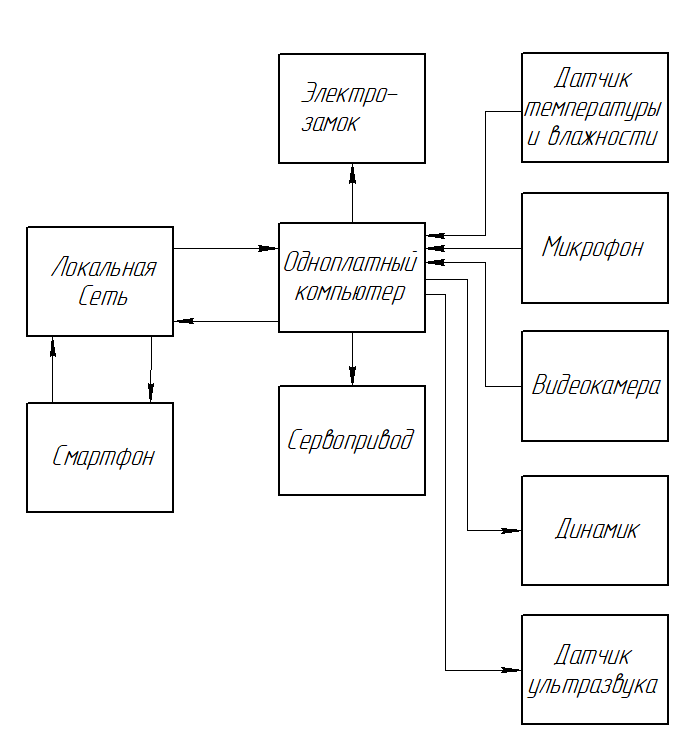 Электро-
замок
Датчик
температуры
и влажности
Локальная
Сеть
Одноплатный
компьютер
Микрофон
Видеокамера
Смартфон
Сервопривод
Динамик
Датчик
ультразвука